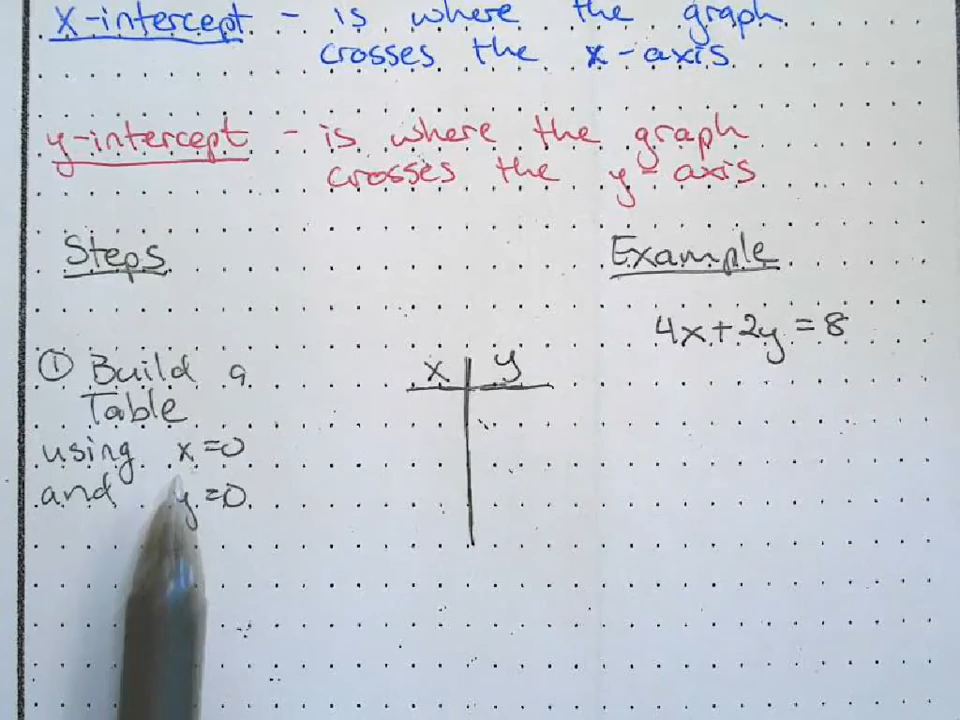 x-intercept - is where the graph
crosses the x-axis
y-intercept - is where the graph
crosses the y-axis
Steps
Example
4x+2y=8
① Build a
Table
using x=0
and y=0
x y